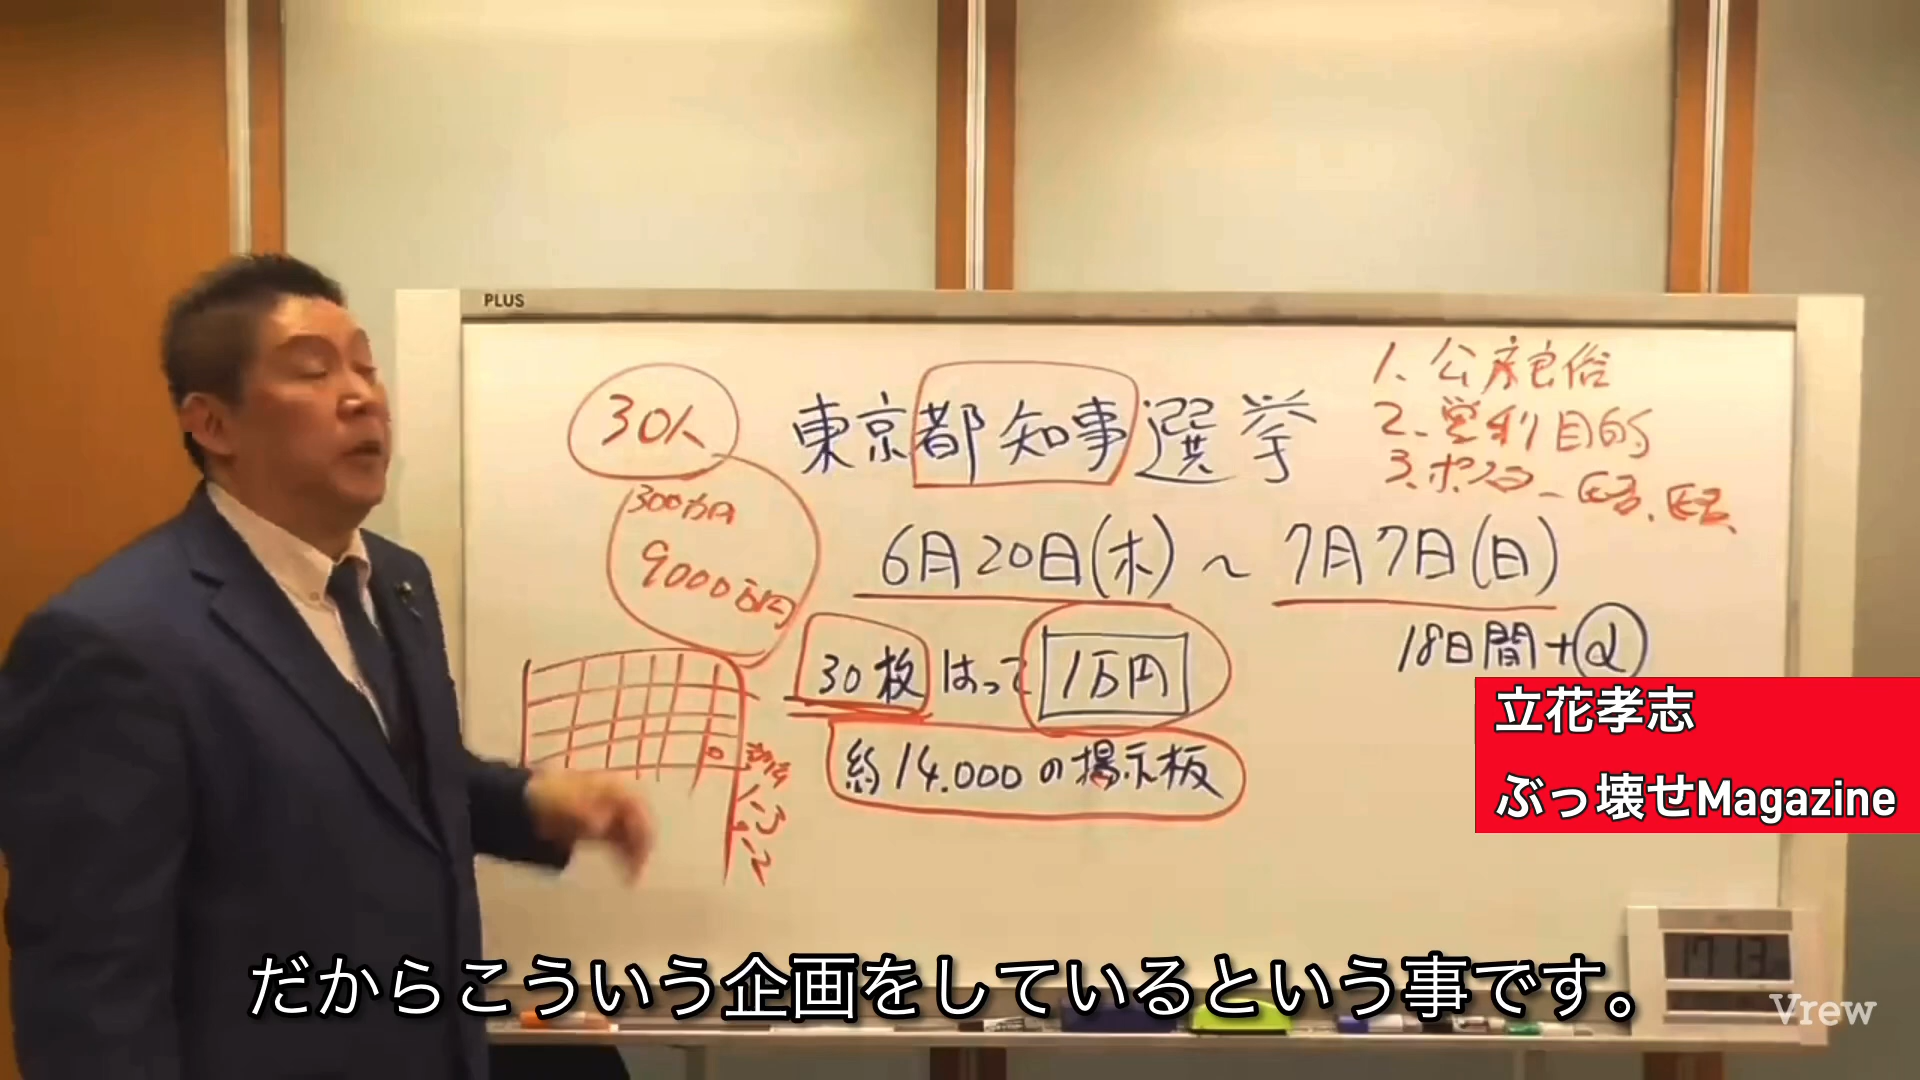 PLUS
30人
東京都知事選挙
1. 公序良俗
2. 営利目的
300万円
9000万円
6月20日(木)～7月7日(日)
18日間+α
30枚はって1万円
約14.000の掲示板
立花孝志
ぶっ壊せMagazine
だからこういう企画をしているという事です。
Vrew